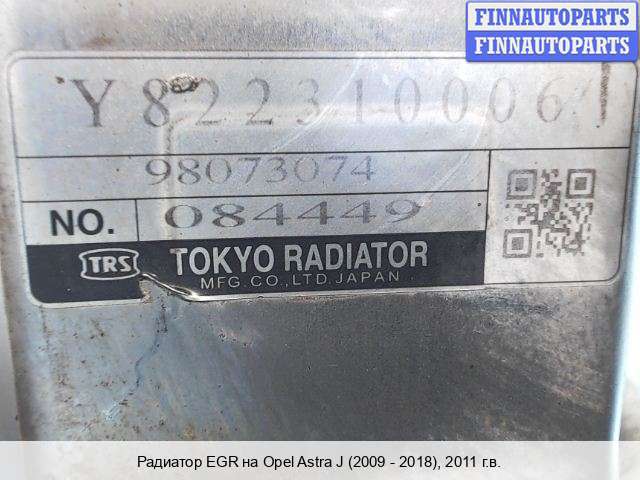 FINNAUTOPARTS
FINNAUTOPARTS
Y822310006
98073074
NO. 084449
TRS TOKYO RADIATOR
MFG.CO.,LTD.JAPAN.
Радиатор EGR на Opel Astra J (2009 - 2018), 2011 г.в.